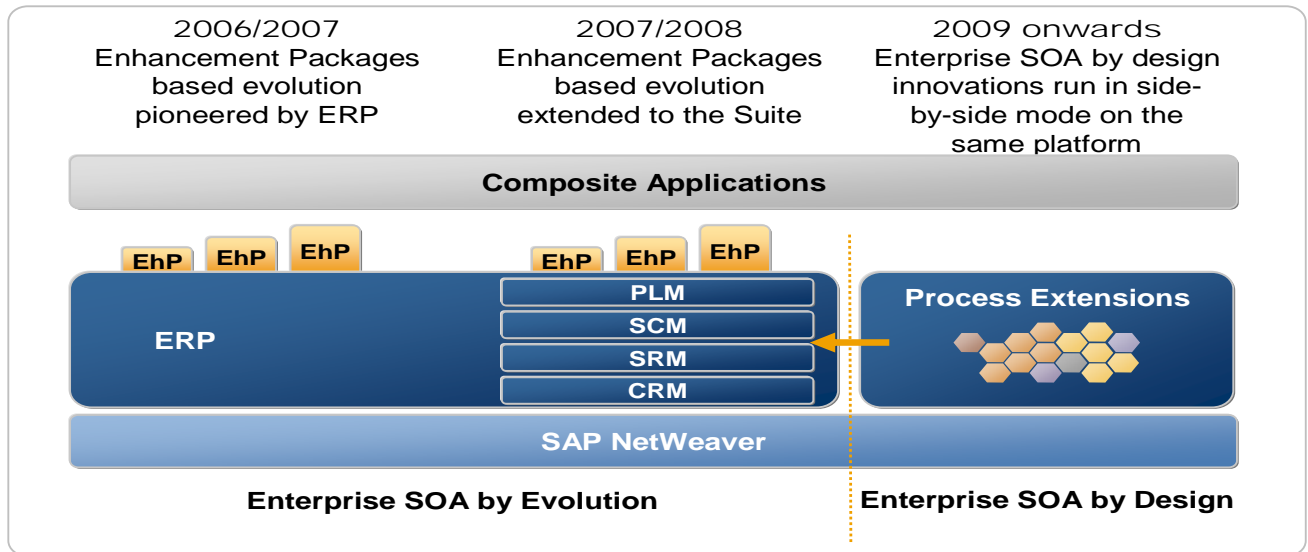 2006/2007
Enhancement Packages
based evolution
pioneered by ERP
2007/2008
Enhancement Packages
based evolution
extended to the Suite
2009 onwards
Enterprise SOA by design
innovations run in side-
by-side mode on the
same platform
Composite Applications
EhP
EhP
EhP
EhP
EhP
EhP
ERP
PLM
SCM
SRM
CRM
Process Extensions
SAP NetWeaver
Enterprise SOA by Evolution
Enterprise SOA by Design